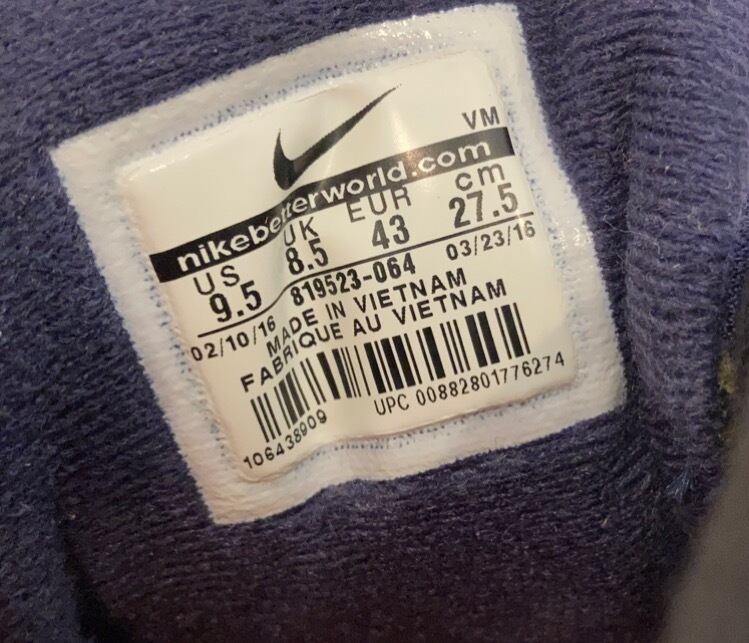 VM
nikebetterworld.com
US UK EUR cm
9.5 8.5 43 27.5
02/10/16 819523-064 03/23/16
MADE IN VIETNAM
FABRIQUE AU VIETNAM
106438909 UPC 00882801776274